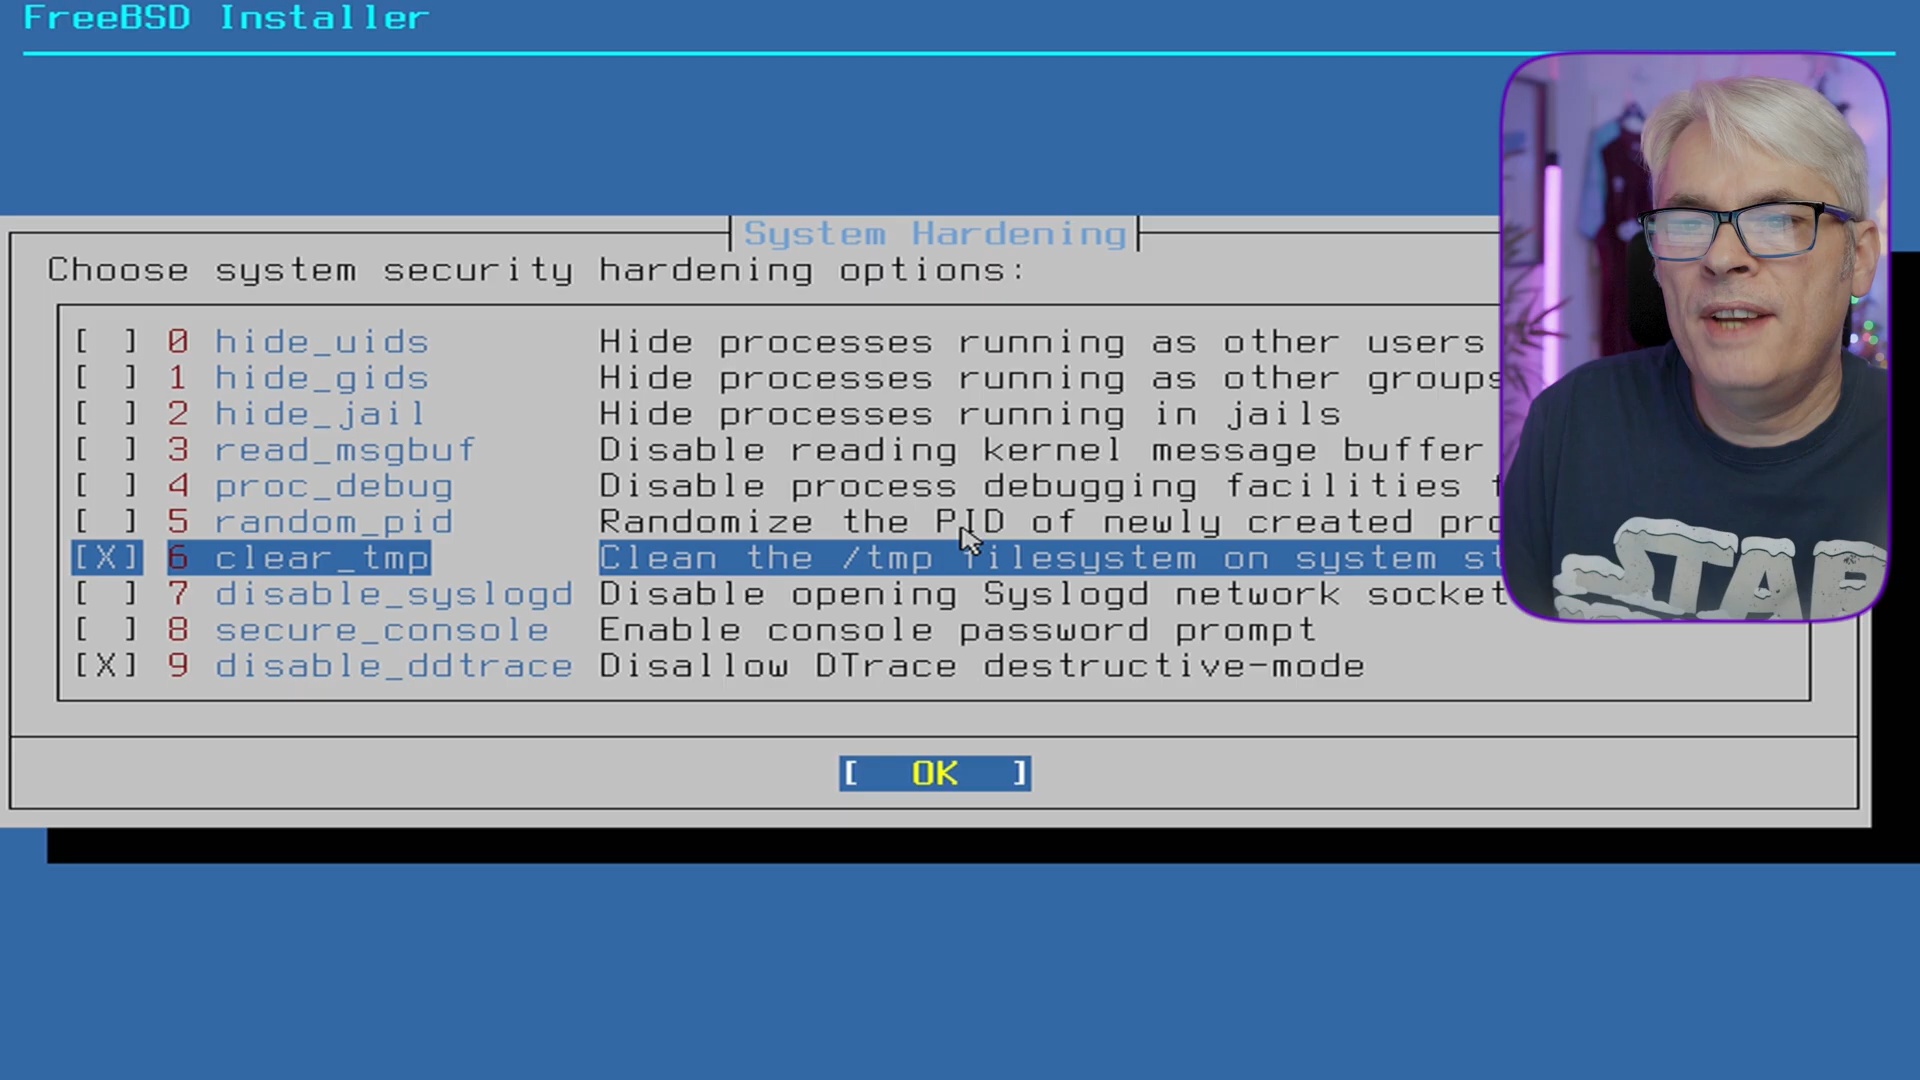 FreeBSD Installer
System Hardening
Choose system security hardening options:
[ ] 0 hide_uids Hide processes running as other users
[ ] 1 hide_gids Hide processes running as other groups
[ ] 2 hide_jail Hide processes running in jails
[ ] 3 read_msgbuf Disable reading kernel message buffer
[ ] 4 proc_debug Disable process debugging facilities
[ ] 5 random_pid Randomize the PID of newly created
[X] 6 clear_tmp Clean the /tmp filesystem on system
[ ] 7 disable_syslogd Disable opening Syslogd network socket
[ ] 8 secure_console Enable console password prompt
[X] 9 disable_ddtrace Disallow DTrace destructive-mode
[ OK ]